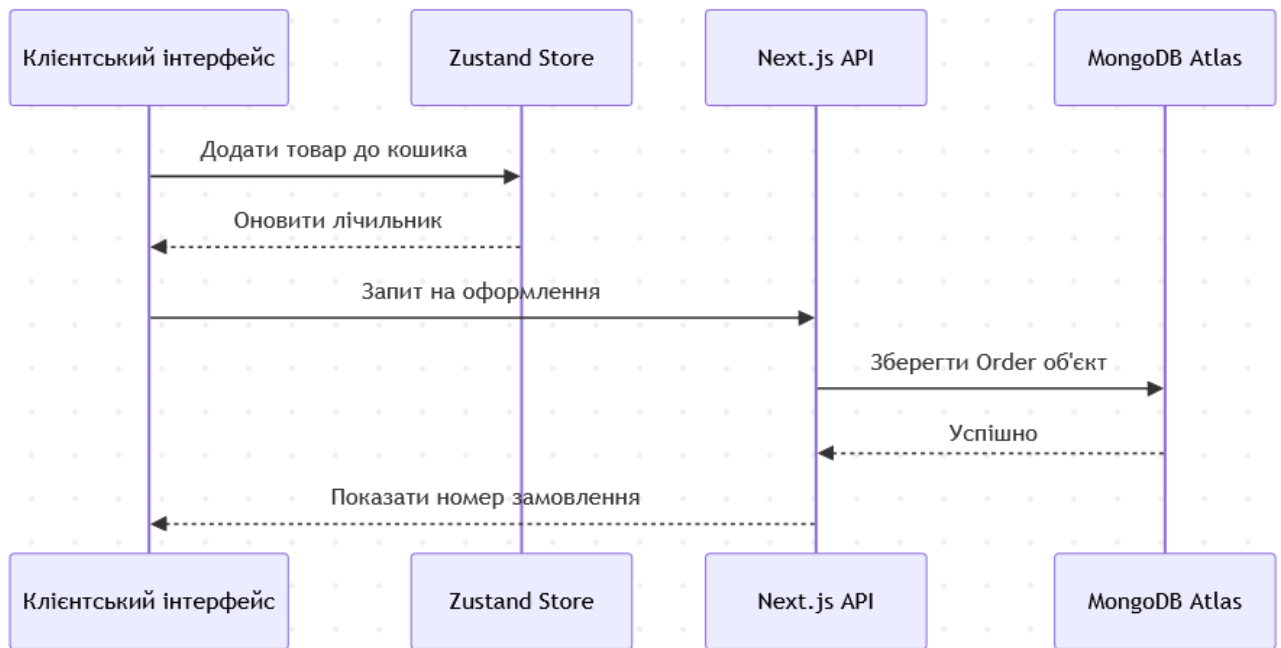 Клієнтський інтерфейс
Zustand Store
Next.js API
MongoDB Atlas
Додати товар до кошика
Оновити лічильник
Запит на оформлення
Зберегти Order об'єкт
Успішно
Показати номер замовлення
Клієнтський інтерфейс
Zustand Store
Next.js API
MongoDB Atlas